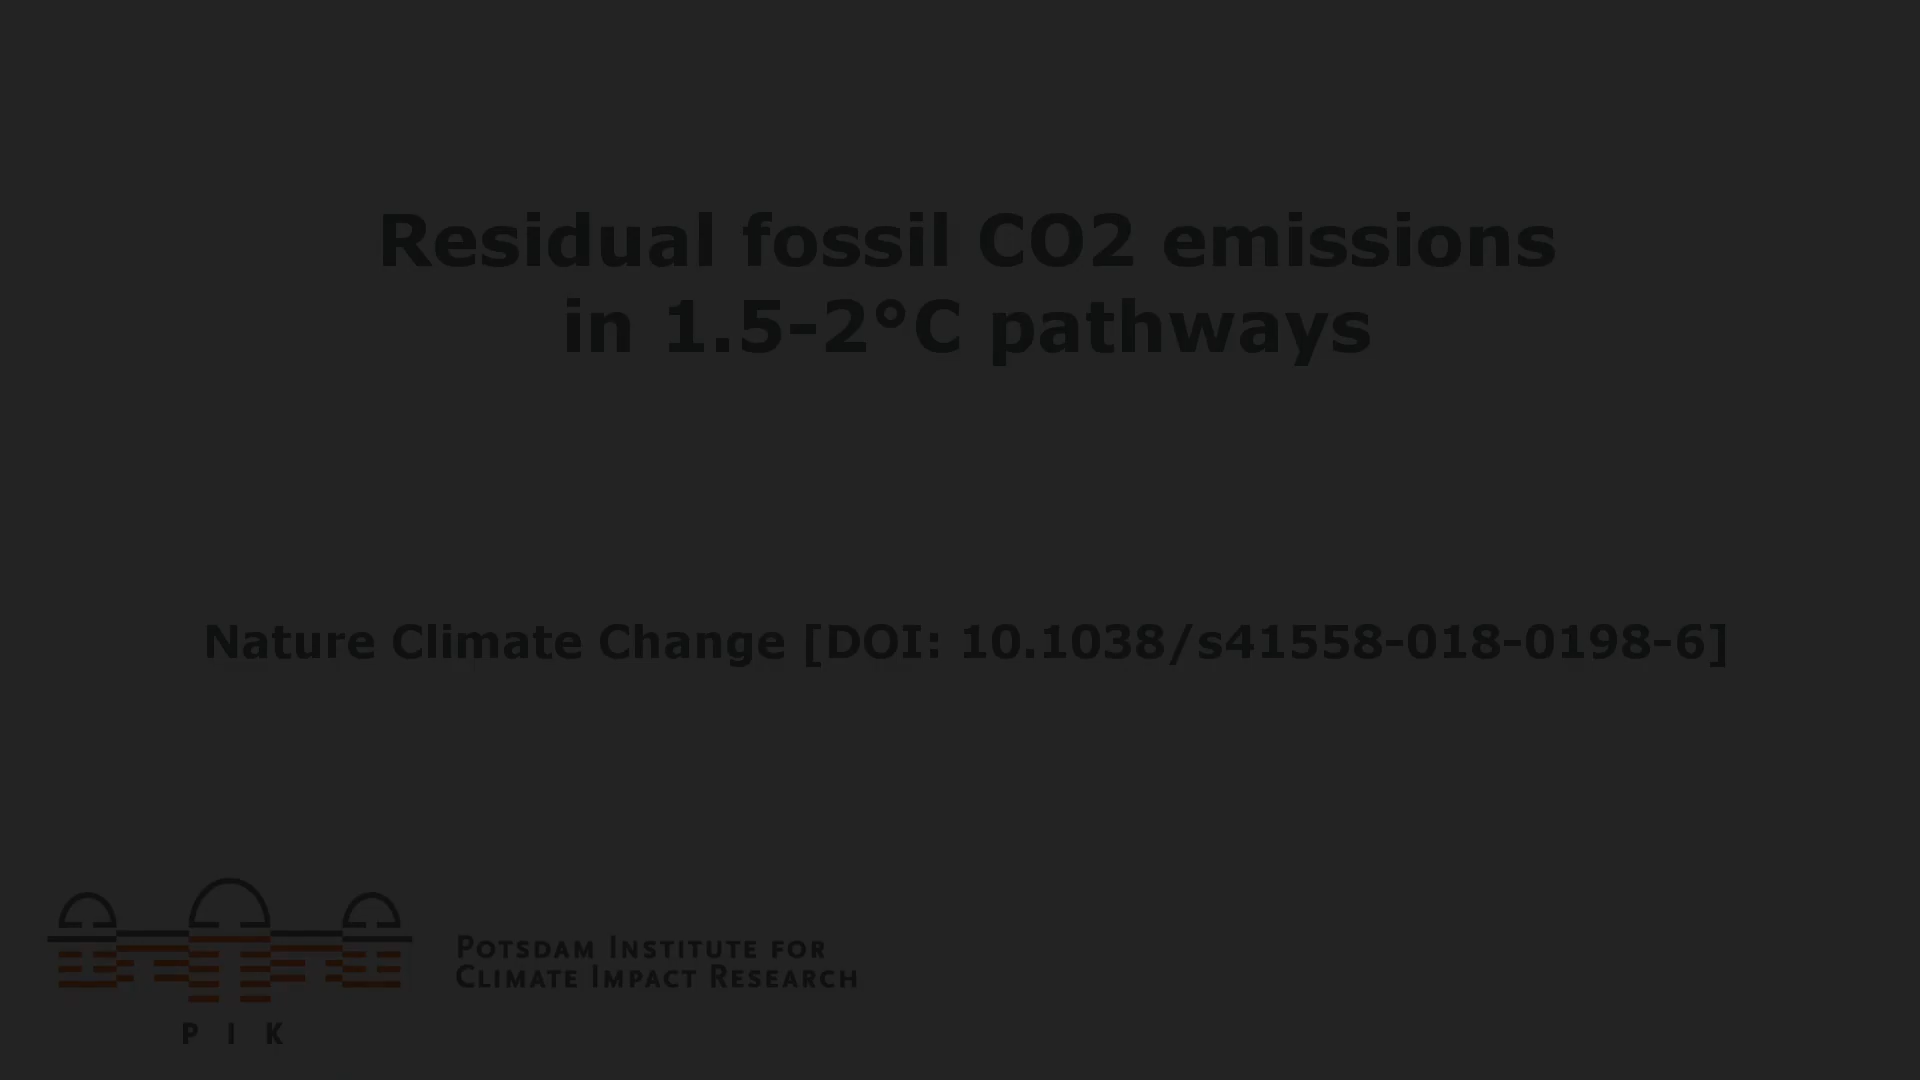 Residual fossil CO2 emissions
in 1.5-2°C pathways
Nature Climate Change [DOI: 10.1038/s41558-018-0198-6]
POTSDAM INSTITUTE FOR
CLIMATE IMPACT RESEARCH
P I K